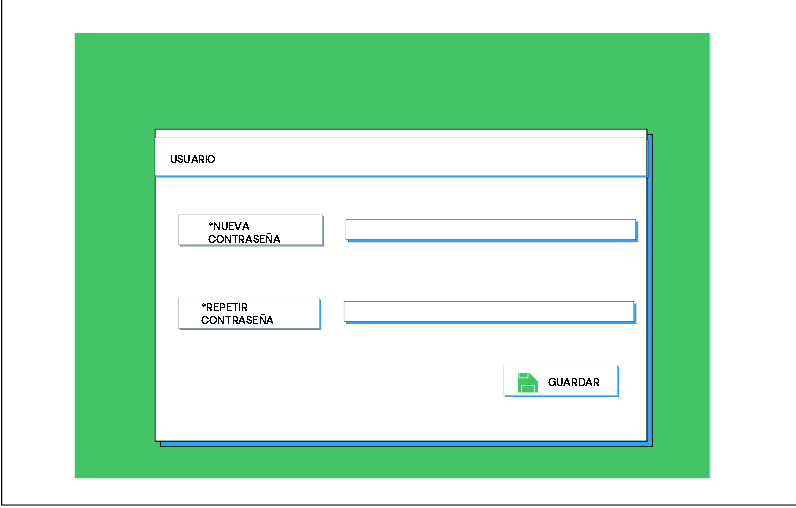 USUARIO
*NUEVA
CONTRASEÑA
*REPETIR
CONTRASEÑA
GUARDAR